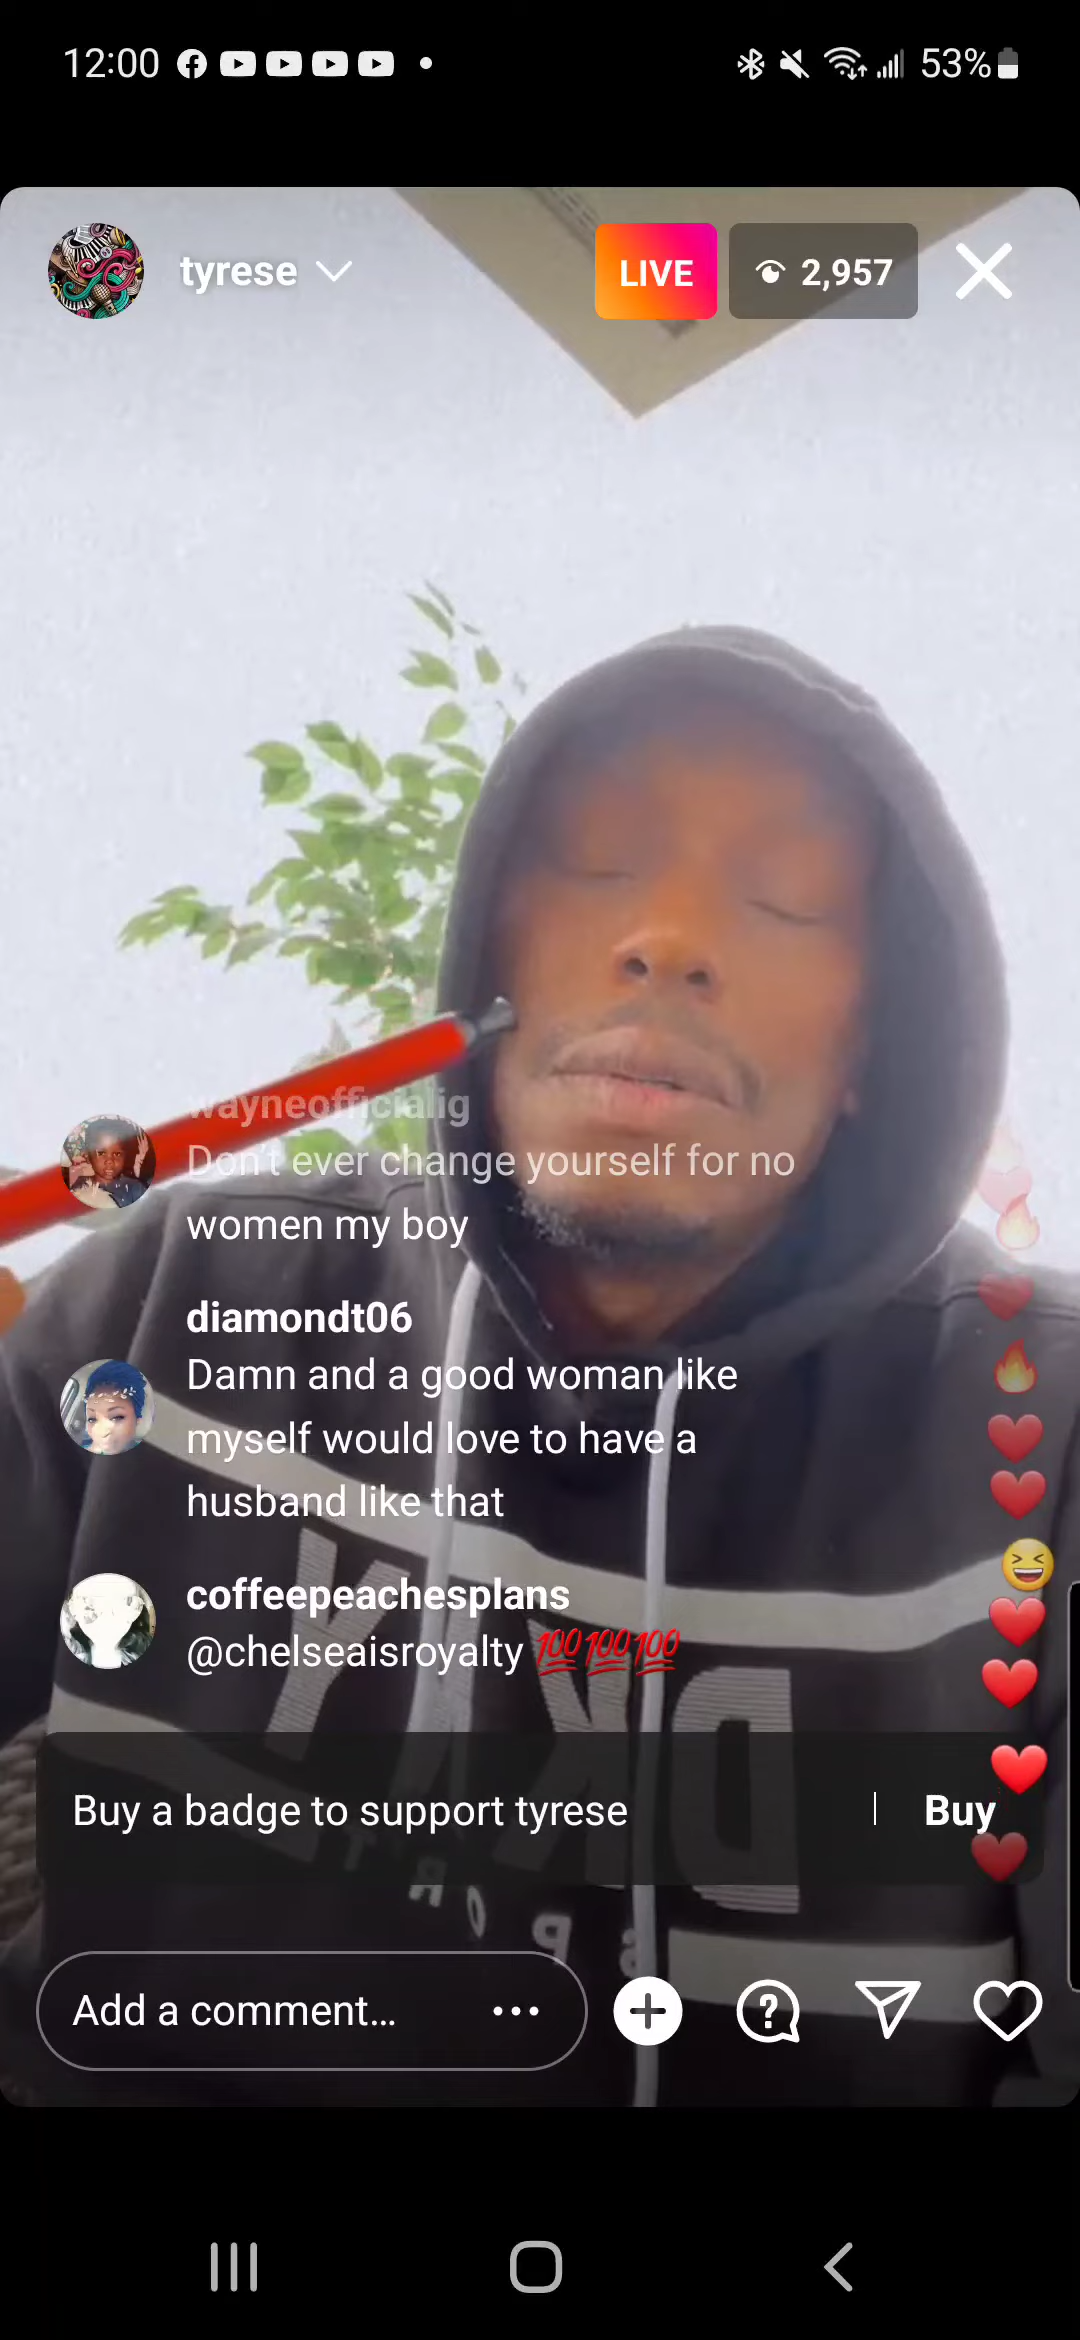 12:00
53%
tyrese
LIVE
2,957
wayneofficialig
Don't ever change yourself for no
women my boy
diamondt06
Damn and a good woman like
myself would love to have a
husband like that
coffeepeachesplans
@chelseaisroyalty 💯💯💯
DKNY
SPORT
Buy a badge to support tyrese
Buy
Add a comment...